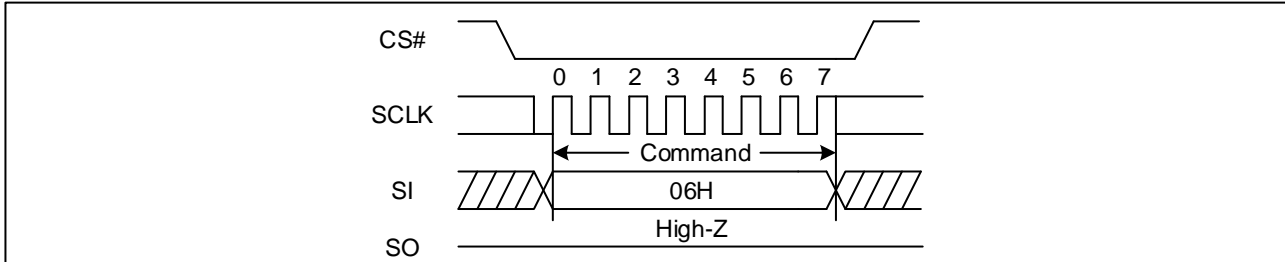 CS#
0 1 2 3 4 5 6 7
SCLK
Command
SI
06H
High-Z
SO